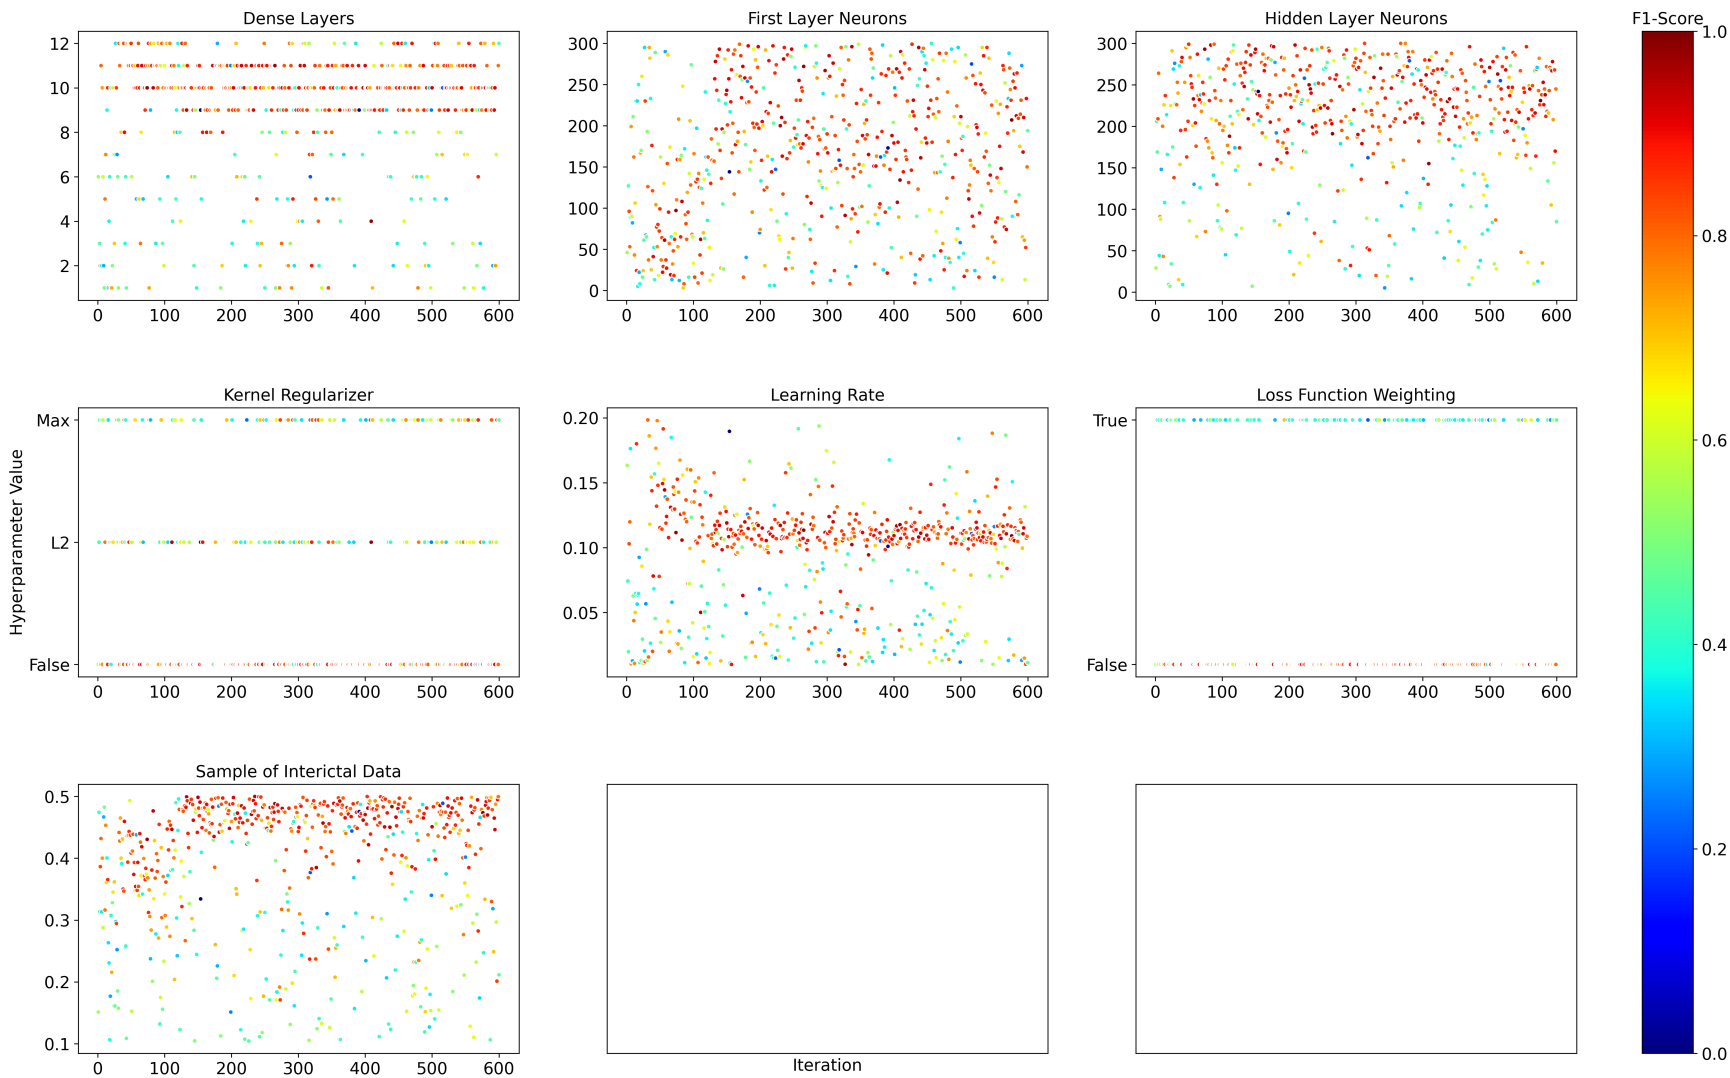 Dense Layers
First Layer Neurons
Hidden Layer Neurons
F1-Score
12
10
8
6
4
2
0 100 200 300 400 500 600
300
250
200
150
100
50
0
0 100 200 300 400 500 600
300
250
200
150
100
50
0
0 100 200 300 400 500 600
1.0
0.8
0.6
0.4
0.2
0.0
Hyperparameter Value
Kernel Regularizer
Max
L2
False
0 100 200 300 400 500 600
Learning Rate
0.20
0.15
0.10
0.05
0 100 200 300 400 500 600
Loss Function Weighting
True
False
0 100 200 300 400 500 600
Sample of Interictal Data
0.5
0.4
0.3
0.2
0.1
0 100 200 300 400 500 600
Iteration